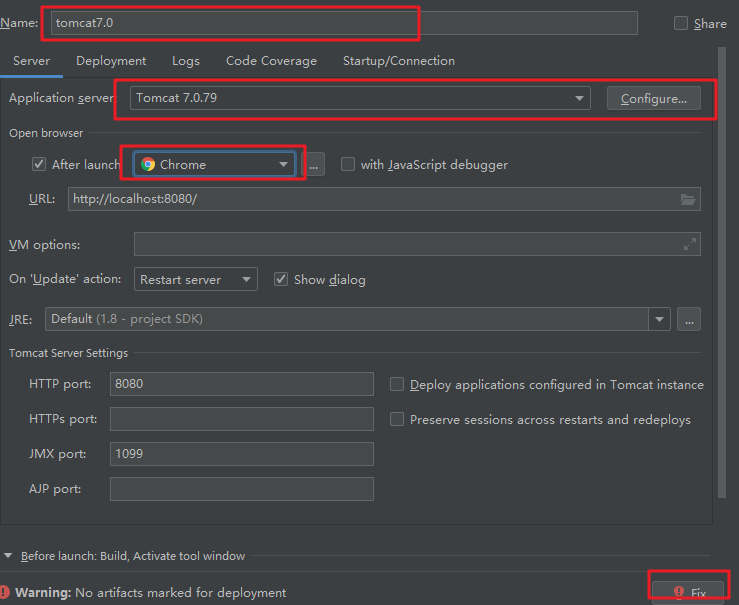 Name: tomcat7.0 Share
Server Deployment Logs Code Coverage Startup/Connection
Application server: Tomcat 7.0.79 Configure...
Open browser
After launch Chrome ... with JavaScript debugger
URL: http://localhost:8080/
VM options:
On 'Update' action: Restart server Show dialog
JRE: Default (1.8 - project SDK) ...
Tomcat Server Settings
HTTP port: 8080 Deploy applications configured in Tomcat instance
HTTPs port: Preserve sessions across restarts and redeploys
JMX port: 1099
AJP port:
Before launch: Build, Activate tool window
Warning: No artifacts marked for deployment Fix